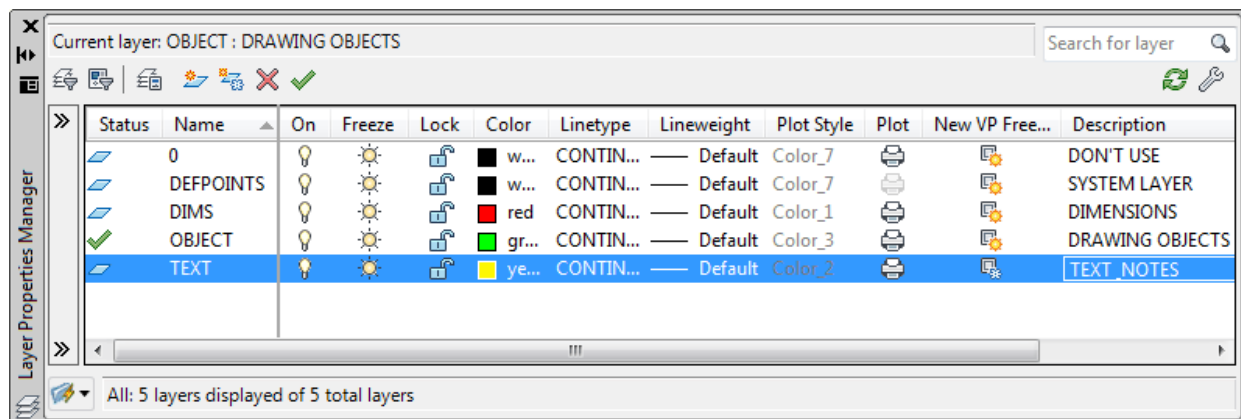 Current layer: OBJECT : DRAWING OBJECTS
Search for layer
Status Name On Freeze Lock Color Linetype Lineweight Plot Style Plot New VP Free... Description
0 w... CONTIN... Default Color_7 DON'T USE
DEFPOINTS w... CONTIN... Default Color_7 SYSTEM LAYER
DIMS red CONTIN... Default Color_1 DIMENSIONS
OBJECT gr... CONTIN... Default Color_3 DRAWING OBJECTS
TEXT ye... CONTIN... Default Color_2 TEXT_NOTES
All: 5 layers displayed of 5 total layers
Layer Properties Manager